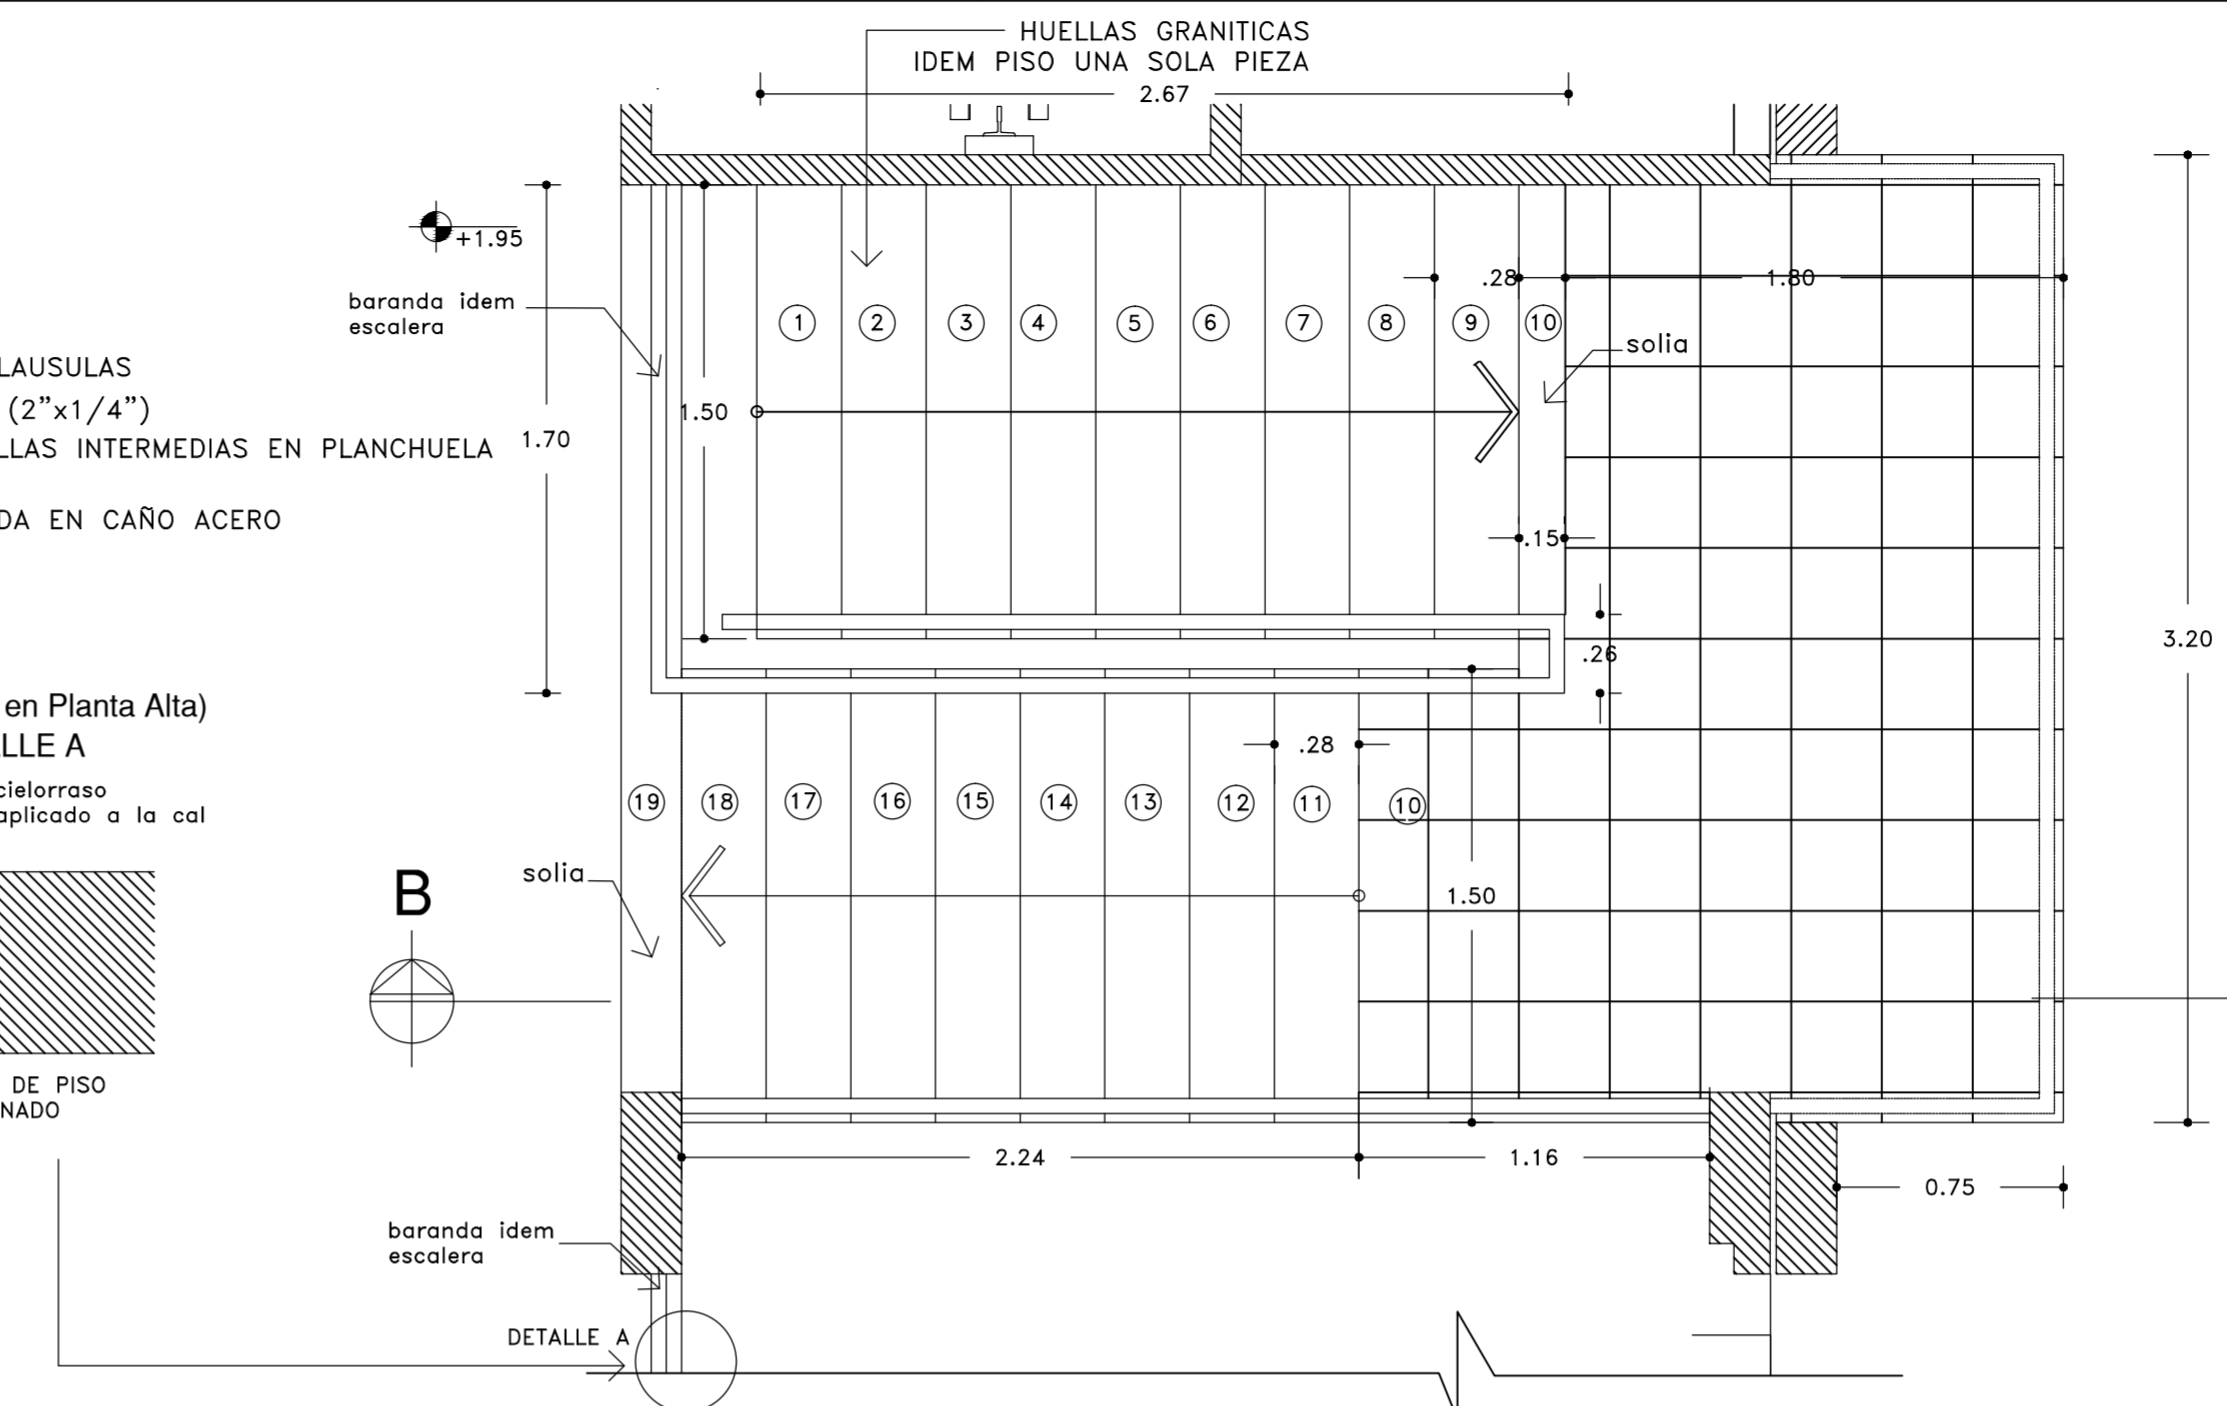 HUELLAS GRANITICAS
IDEM PISO UNA SOLA PIEZA
2.67
+1.95
baranda idem
escalera
.28
1.80
1
2
3
4
5
6
7
8
9
10
solia
LAUSULAS
(2”x1/4”)
LLAS INTERMEDIAS EN PLANCHUELA
DA EN CAÑO ACERO
1.50
1.70
.15
.26
3.20
en Planta Alta)
LLE A
cielorraso
aplicado a la cal
.28
19
18
17
16
15
14
13
12
11
10
solia
B
1.50
DE PISO
NADO
2.24
1.16
0.75
baranda idem
escalera
DETALLE A